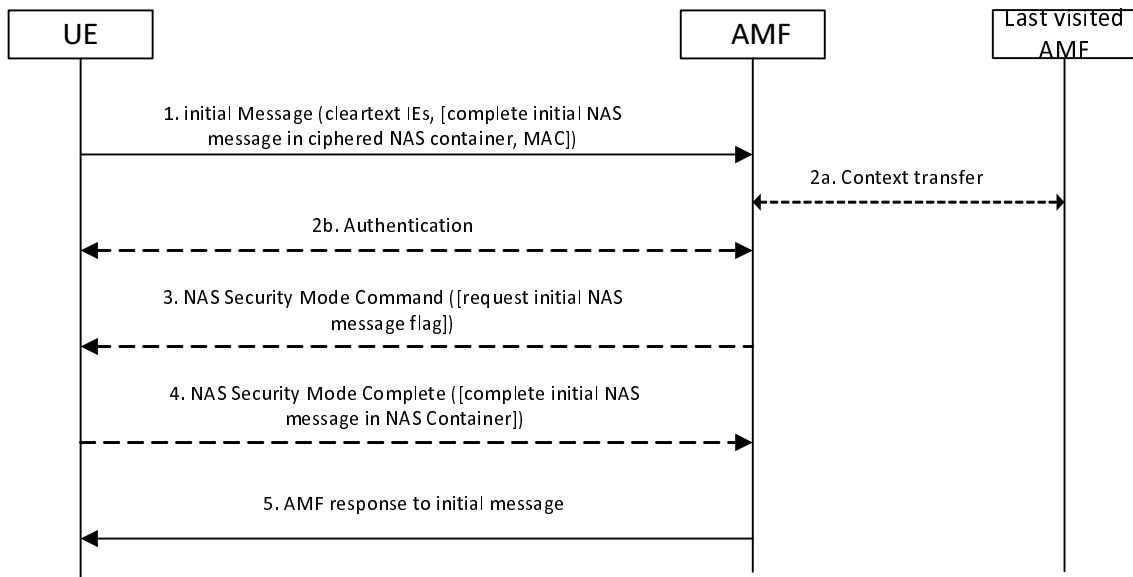 UE
AMF
Last visited
AMF
1. initial Message (cleartext IEs, [complete initial NAS
message in ciphered NAS container, MAC])
2a. Context transfer
2b. Authentication
3. NAS Security Mode Command ([request initial NAS
message flag])
4. NAS Security Mode Complete ([complete initial NAS
message in NAS Container])
5. AMF response to initial message